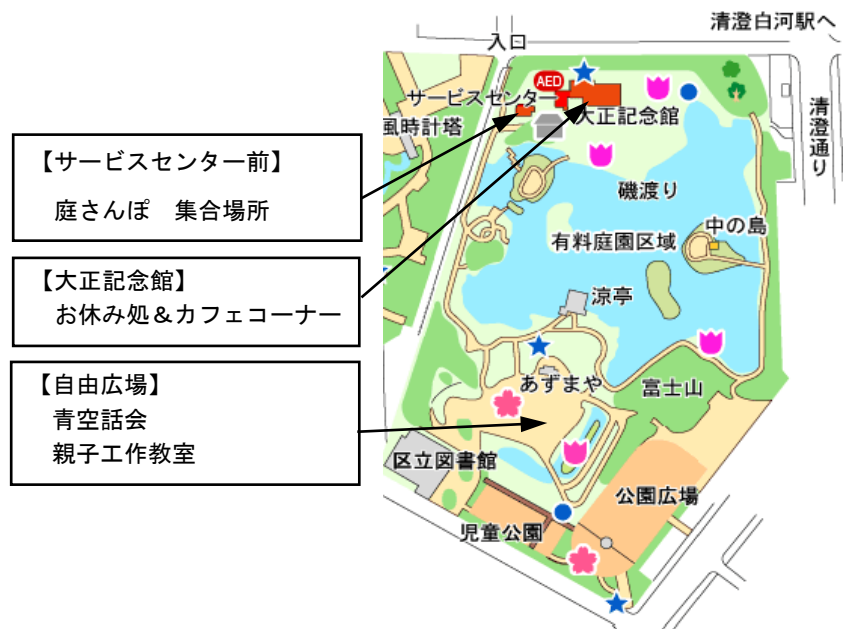 清澄白河駅へ
入口
AED
サービスセンター
大正記念館
風時計塔
清澄通り
【サービスセンター前】
庭さんぽ　集合場所
磯渡り
中の島
有料庭園区域
【大正記念館】
お休み処＆カフェコーナー
涼亭
【自由広場】
青空話会
親子工作教室
あずまや
富士山
区立図書館
公園広場
児童公園